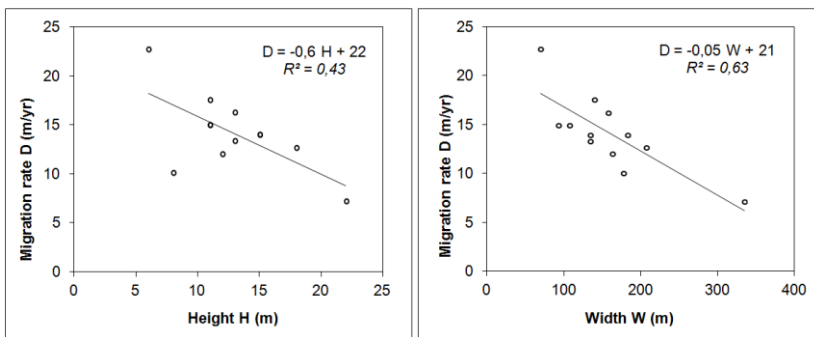 D = -0,6 H + 22
R² = 0,43
Migration rate D (m/yr)
25
20
15
10
5
0
0 5 10 15 20 25
Height H (m)
D = -0,05 W + 21
R² = 0,63
Migration rate D (m/yr)
25
20
15
10
5
0
0 100 200 300 400
Width W (m)